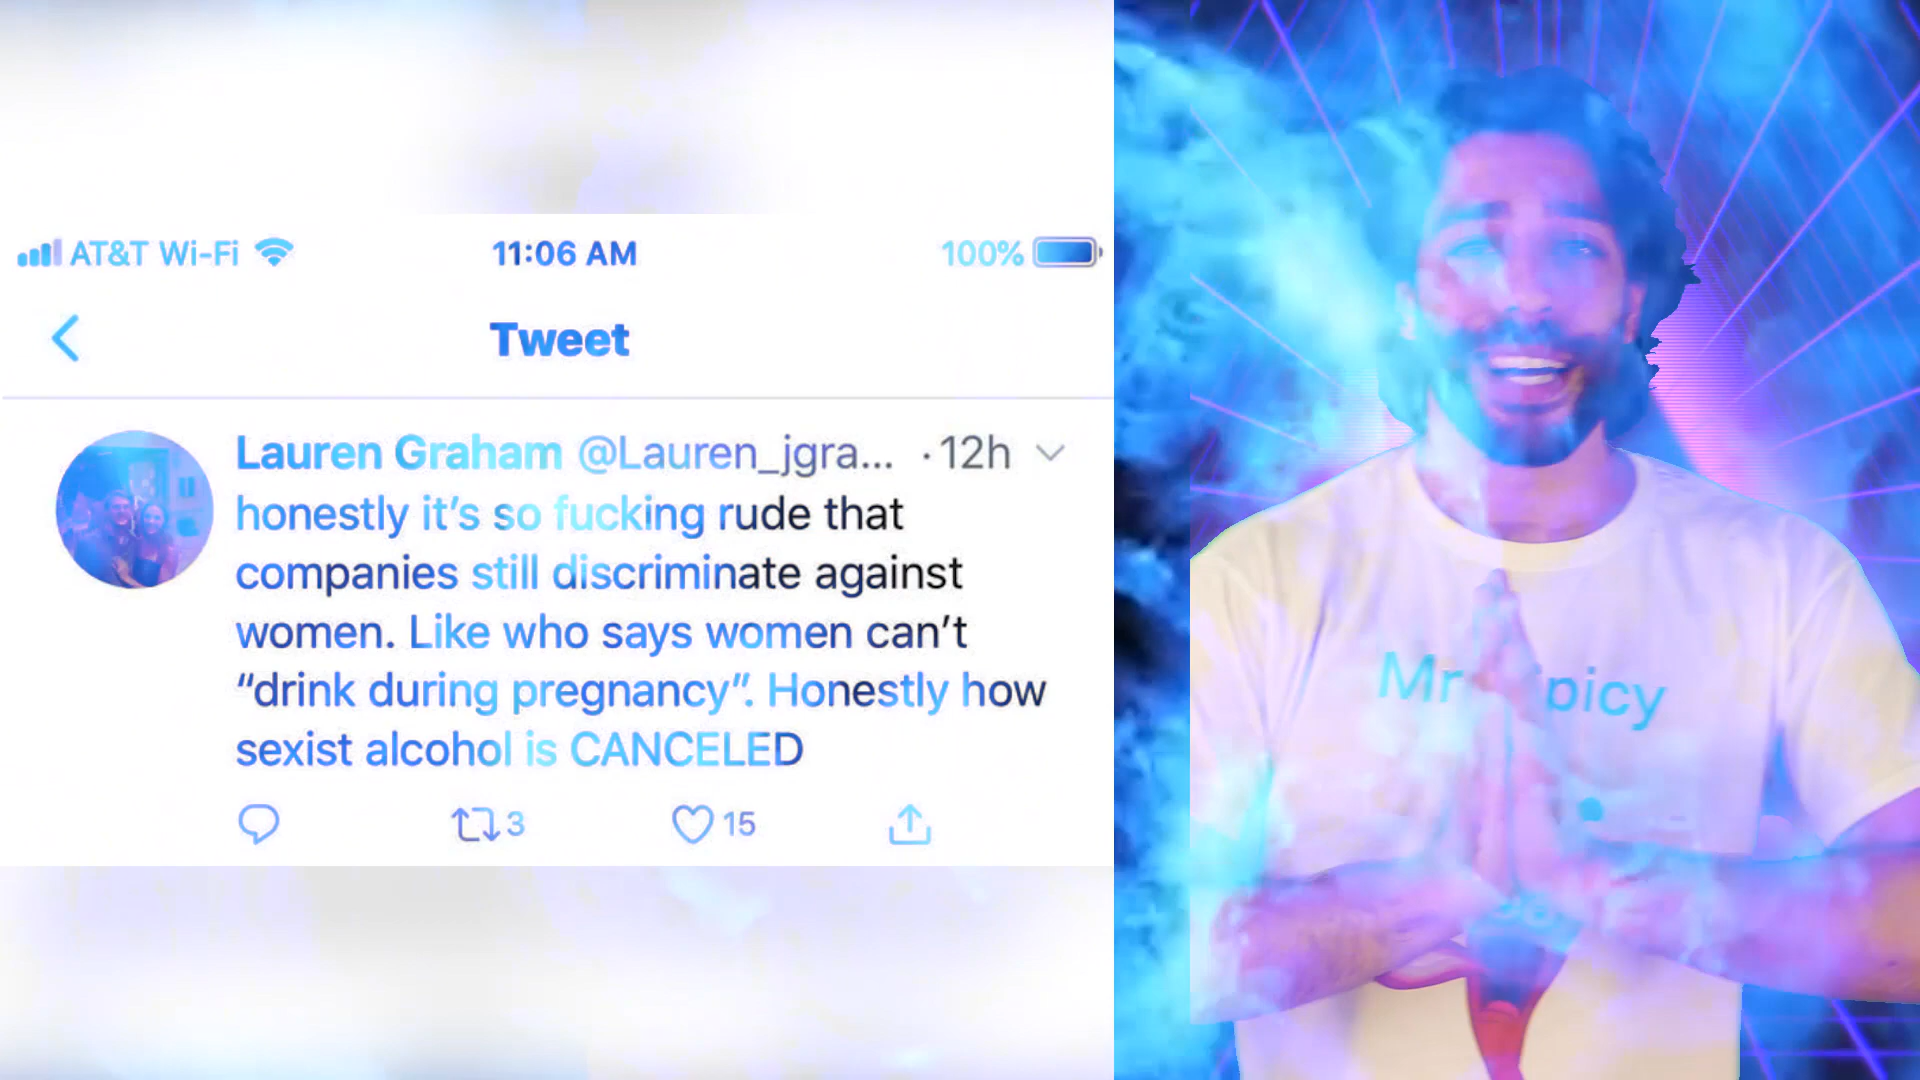 AT&T Wi-Fi 11:06 AM 100%
Tweet
Lauren Graham @Lauren_jgra... · 12h
honestly it's so fucking rude that
companies still discriminate against
women. Like who says women can't
"drink during pregnancy". Honestly how
sexist alcohol is CANCELED
3 15
Mr picy